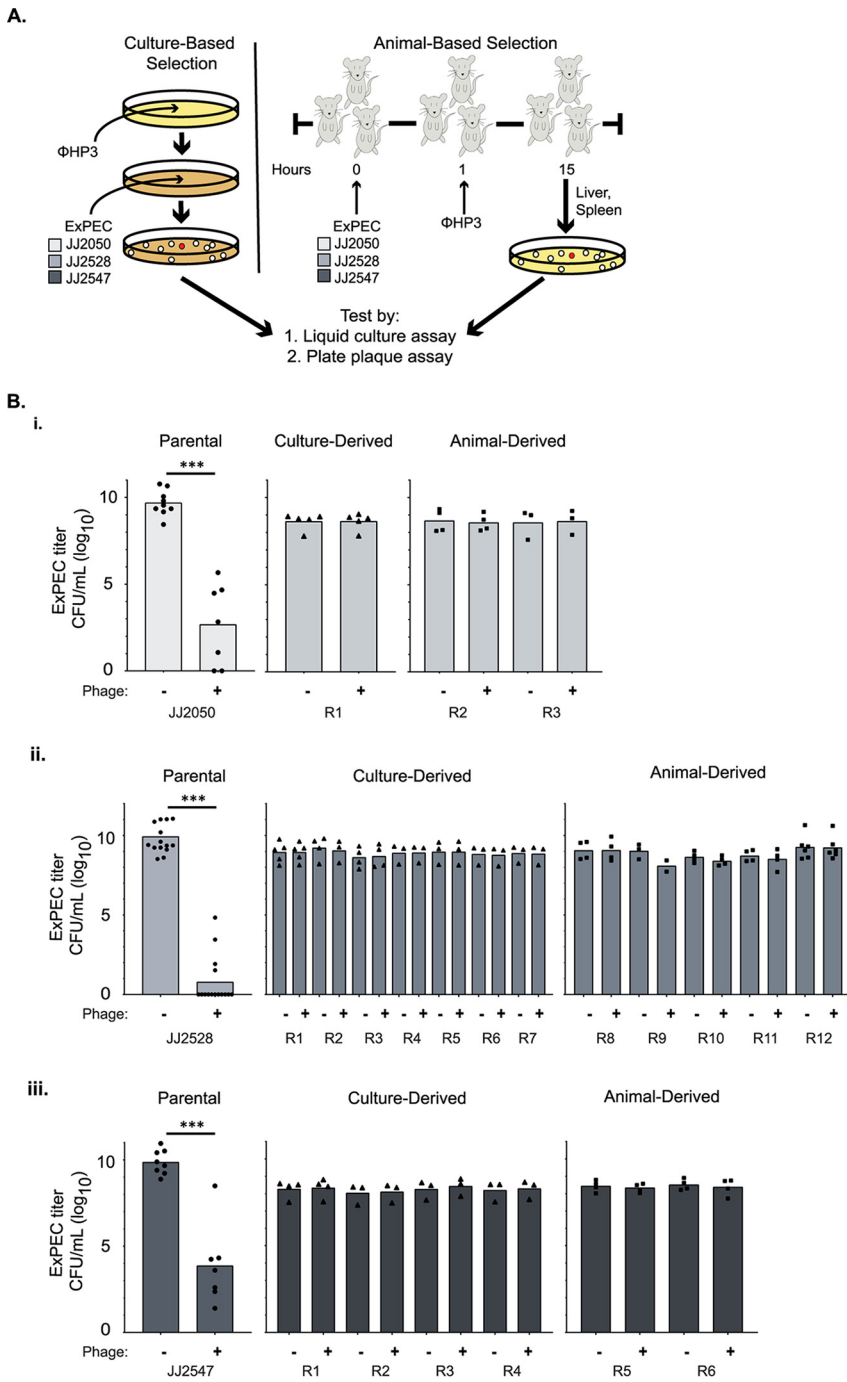 A.
Culture-Based
Selection
Animal-Based Selection
ΦHP3
Hours
0
1
15
ExPEC
JJ2050
JJ2528
JJ2547
ExPEC
JJ2050
JJ2528
JJ2547
ΦHP3
Liver,
Spleen
Test by:
1. Liquid culture assay
2. Plate plaque assay
B.
i.
Parental
Culture-Derived
Animal-Derived
***
ExPEC titer
CFU/mL (log10)
10
5
0
Phage: - + - + - + - +
JJ2050 R1 R2 R3
ii.
Parental
Culture-Derived
Animal-Derived
***
ExPEC titer
CFU/mL (log10)
10
5
0
Phage: - + - + - + - + - + - + - + - + - + - + - + - + - +
JJ2528 R1 R2 R3 R4 R5 R6 R7 R8 R9 R10 R11 R12
iii.
Parental
Culture-Derived
Animal-Derived
***
ExPEC titer
CFU/mL (log10)
10
5
0
Phage: - + - + - + - + - + - + - +
JJ2547 R1 R2 R3 R4 R5 R6